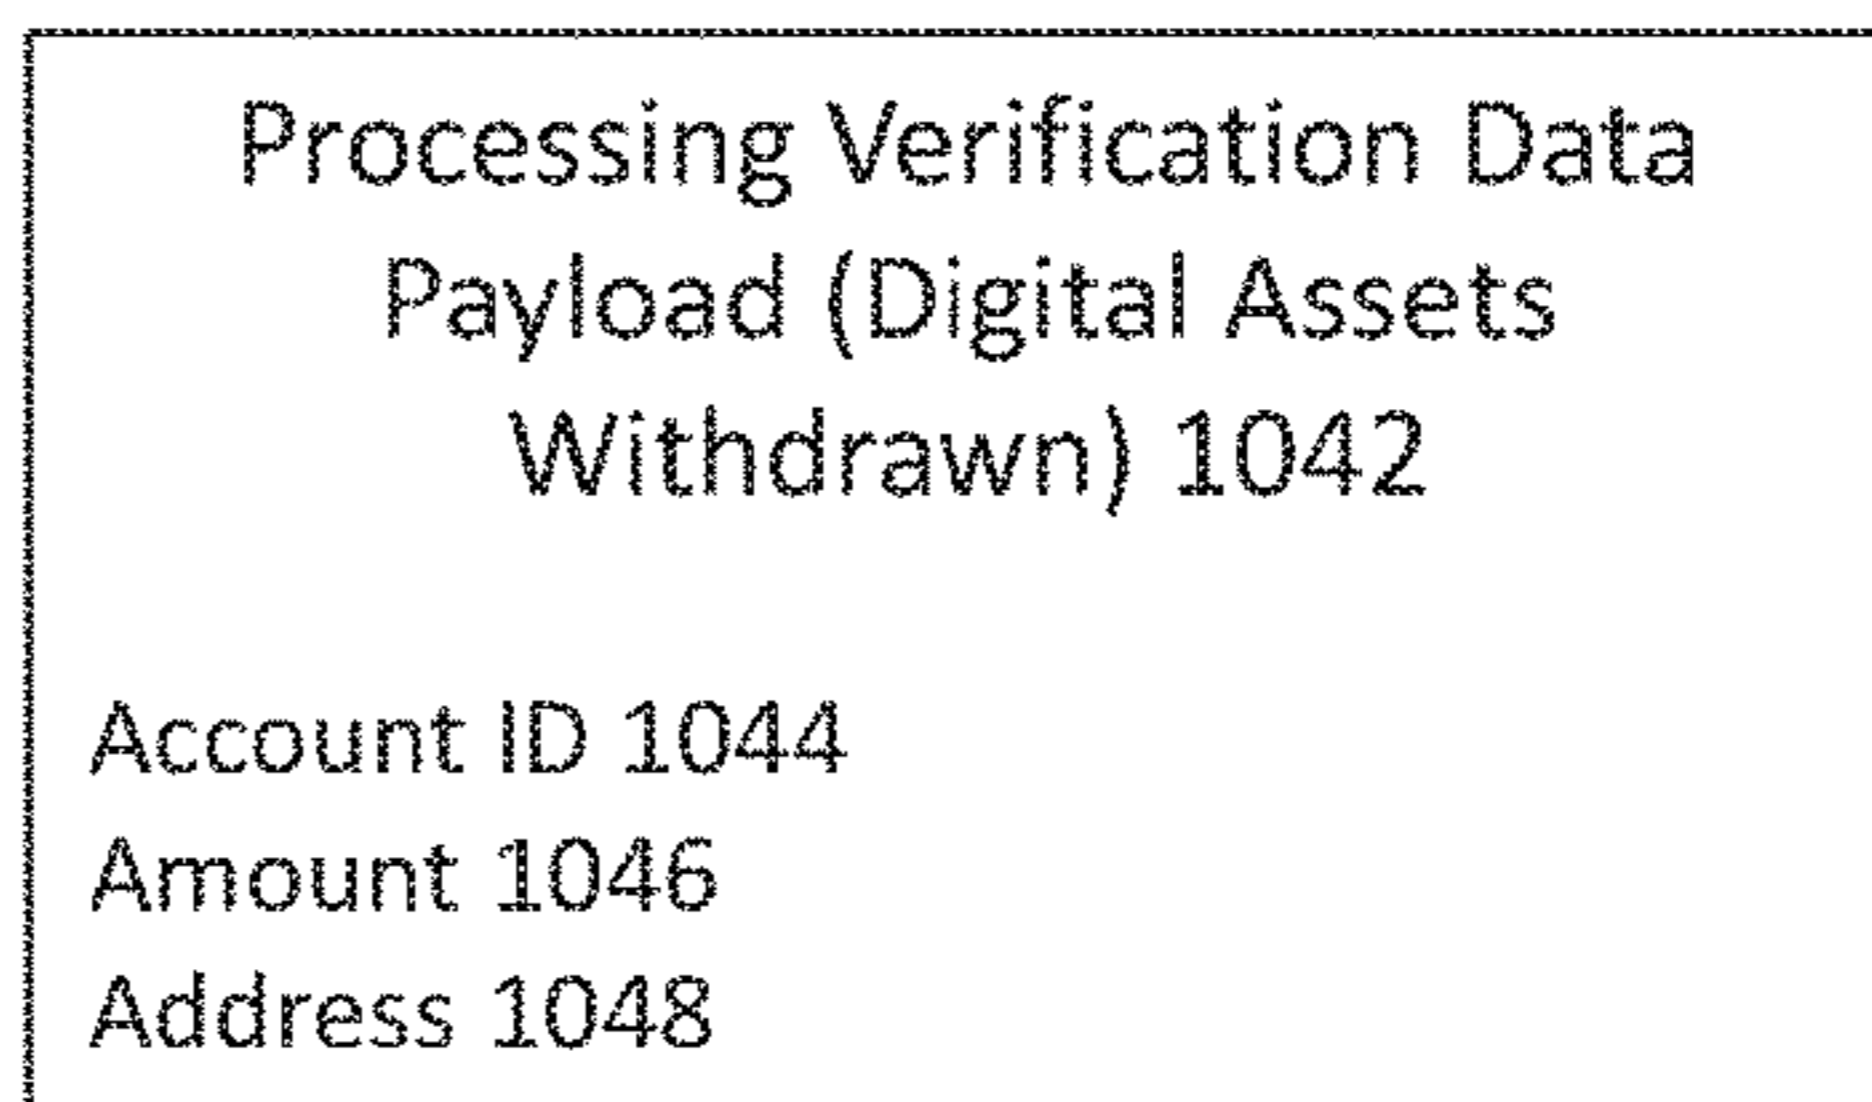 Processing Verification Data
Payload (Digital Assets
Withdrawn) 1042
Account ID 1044
Amount 1046
Address 1048